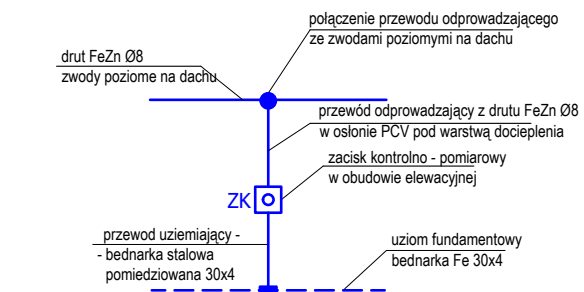 połączenie przewodu odprowadzającego
ze zwodami poziomymi na dachu
drut FeZn Ø8
zwody poziome na dachu
przewód odprowadzający z drutu FeZn Ø8
w osłonie PCV pod warstwą docieplenia
zacisk kontrolno - pomiarowy
w obudowie elewacyjnej
ZK
przewod uziemiający -
- bednarka stalowa
pomiedziowana 30x4
uziom fundamentowy
bednarka Fe 30x4